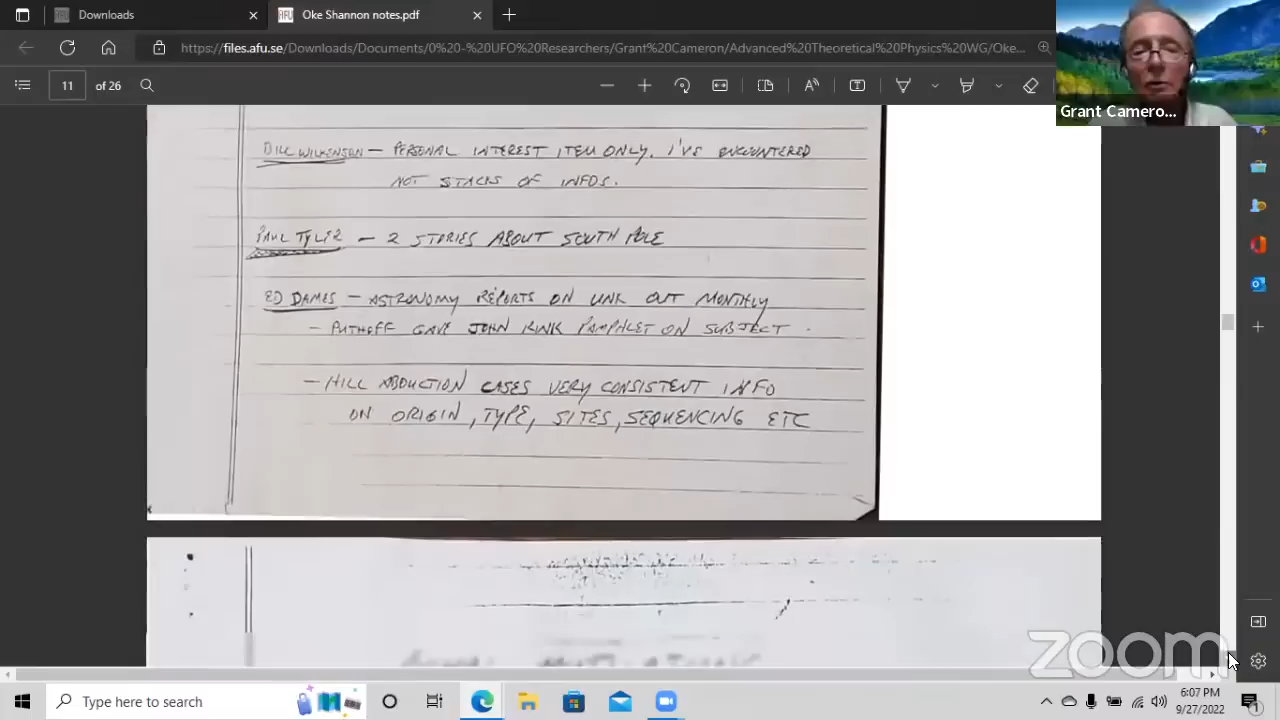 Downloads
Oke Shannon notes.pdf
https://files.afu.se/Downloads/Documents/0%20-%20UFO%20Researchers/Grant%20Cameron/Advanced%20Theoretical%20Physics%20WG/Oke...
11 of 26
Grant Camero...
BILL WILKENSON — PERSONAL INTEREST ITEM ONLY. I'VE ENCOUNTERED
NOT STACKS OF INFOS.
PAUL TYLER — 2 STORIES ABOUT SOUTH POLE
ED DAMES — ASTRONOMY REPORTS ON UNK OUT MONTHLY
— PUTHOFF GAVE JOHN KINK PAMPHLET ON SUBJECT.
— HILL ABDUCTION CASES VERY CONSISTENT INFO
ON ORIGIN, TYPE, SITES, SEQUENCING ETC
zoom
Type here to search
6:07 PM
9/27/2022